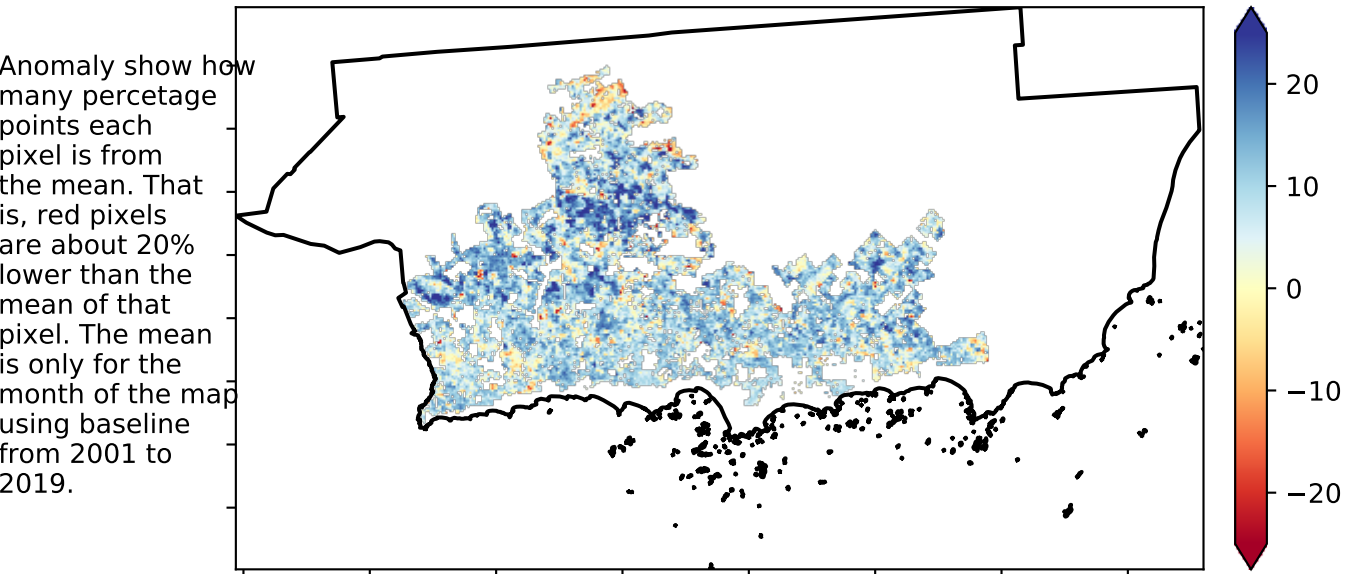 Anomaly show how
many percetage
points each
pixel is from
the mean. That
is, red pixels
are about 20%
lower than the
mean of that
pixel. The mean
is only for the
month of the map
using baseline
from 2001 to
2019.
20
10
0
−10
−20